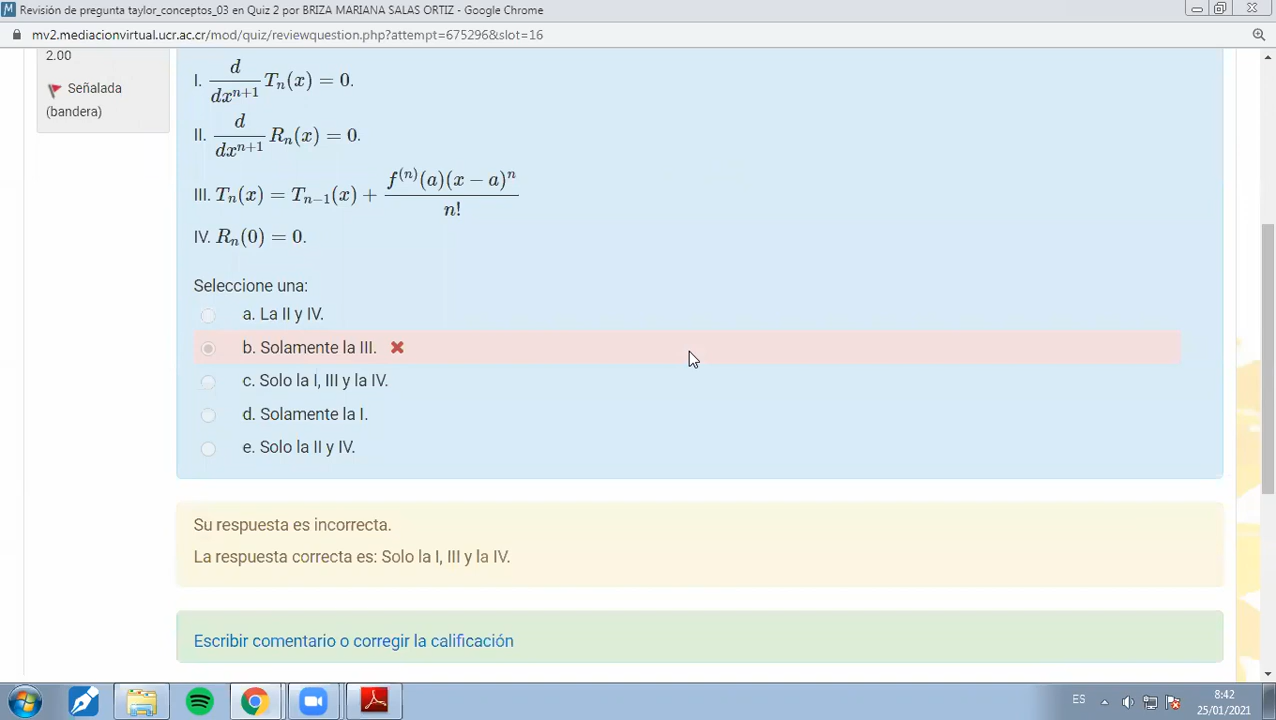 Revisión de pregunta taylor_conceptos_03 en Quiz 2 por BRIZA MARIANA SALAS ORTIZ - Google Chrome
mv2.mediacionvirtual.ucr.ac.cr/mod/quiz/reviewquestion.php?attempt=675296&slot=16
2.00
Señalada
(bandera)
I. \frac{d}{dx^{n+1}} T_n(x) = 0.
II. \frac{d}{dx^{n+1}} R_n(x) = 0.
III. T_n(x) = T_{n-1}(x) + \frac{f^{(n)}(a)(x-a)^n}{n!}
IV. R_n(0) = 0.
Seleccione una:
a. La II y IV.
b. Solamente la III.
c. Solo la I, III y la IV.
d. Solamente la I.
e. Solo la II y IV.
Su respuesta es incorrecta.
La respuesta correcta es: Solo la I, III y la IV.
Escribir comentario o corregir la calificación
ES
8:42
25/01/2021